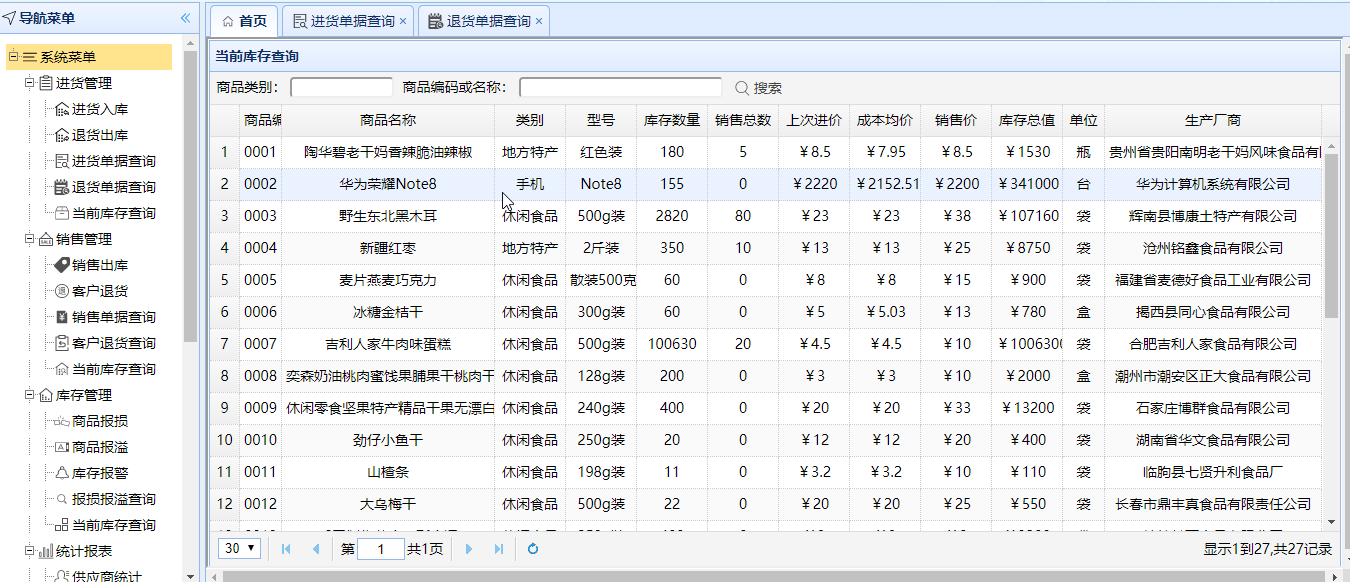 导航菜单
系统菜单
进货管理
进货入库
退货出库
进货单据查询
退货单据查询
当前库存查询
销售管理
销售出库
客户退货
销售单据查询
客户退货查询
当前库存查询
库存管理
商品报损
商品报溢
库存报警
报损报溢查询
当前库存查询
统计报表
供应商统计
首页 进货单据查询 × 退货单据查询 ×
当前库存查询
商品类别： 商品编码或名称： 搜索
商品编 商品名称 类别 型号 库存数量 销售总数 上次进价 成本均价 销售价 库存总值 单位 生产厂商
1 0001 陶华碧老干妈香辣脆油辣椒 地方特产 红色装 180 5 ￥8.5 ￥7.95 ￥8.5 ￥1530 瓶 贵州省贵阳南明老干妈风味食品有
2 0002 华为荣耀Note8 手机 Note8 155 0 ￥2220 ￥2152.51 ￥2200 ￥341000 台 华为计算机系统有限公司
3 0003 野生东北黑木耳 休闲食品 500g装 2820 80 ￥23 ￥23 ￥38 ￥107160 袋 辉南县博康土特产有限公司
4 0004 新疆红枣 地方特产 2斤装 350 10 ￥13 ￥13 ￥25 ￥8750 袋 沧州铭鑫食品有限公司
5 0005 麦片燕麦巧克力 休闲食品 散装500克 60 0 ￥8 ￥8 ￥15 ￥900 袋 福建省麦德好食品工业有限公司
6 0006 冰糖金桔干 休闲食品 300g装 60 0 ￥5 ￥5.03 ￥13 ￥780 盒 揭西县同心食品有限公司
7 0007 吉利人家牛肉味蛋糕 休闲食品 500g装 100630 20 ￥4.5 ￥4.5 ￥10 ￥1006300 袋 合肥吉利人家食品有限公司
8 0008 奕森奶油桃肉蜜饯果脯果干桃肉干 休闲食品 128g装 200 0 ￥3 ￥3 ￥10 ￥2000 盒 潮州市潮安区正大食品有限公司
9 0009 休闲零食坚果特产精品干果无漂白 休闲食品 240g装 400 0 ￥20 ￥20 ￥33 ￥13200 袋 石家庄博群食品有限公司
10 0010 劲仔小鱼干 休闲食品 250g装 20 0 ￥12 ￥12 ￥20 ￥400 袋 湖南省华文食品有限公司
11 0011 山楂条 休闲食品 198g装 11 0 ￥3.2 ￥3.2 ￥10 ￥110 袋 临朐县七贤升利食品厂
12 0012 大乌梅干 休闲食品 500g装 22 0 ￥20 ￥20 ￥25 ￥550 袋 长春市鼎丰真食品有限责任公司
30 第 1 共1页 显示1到27,共27记录